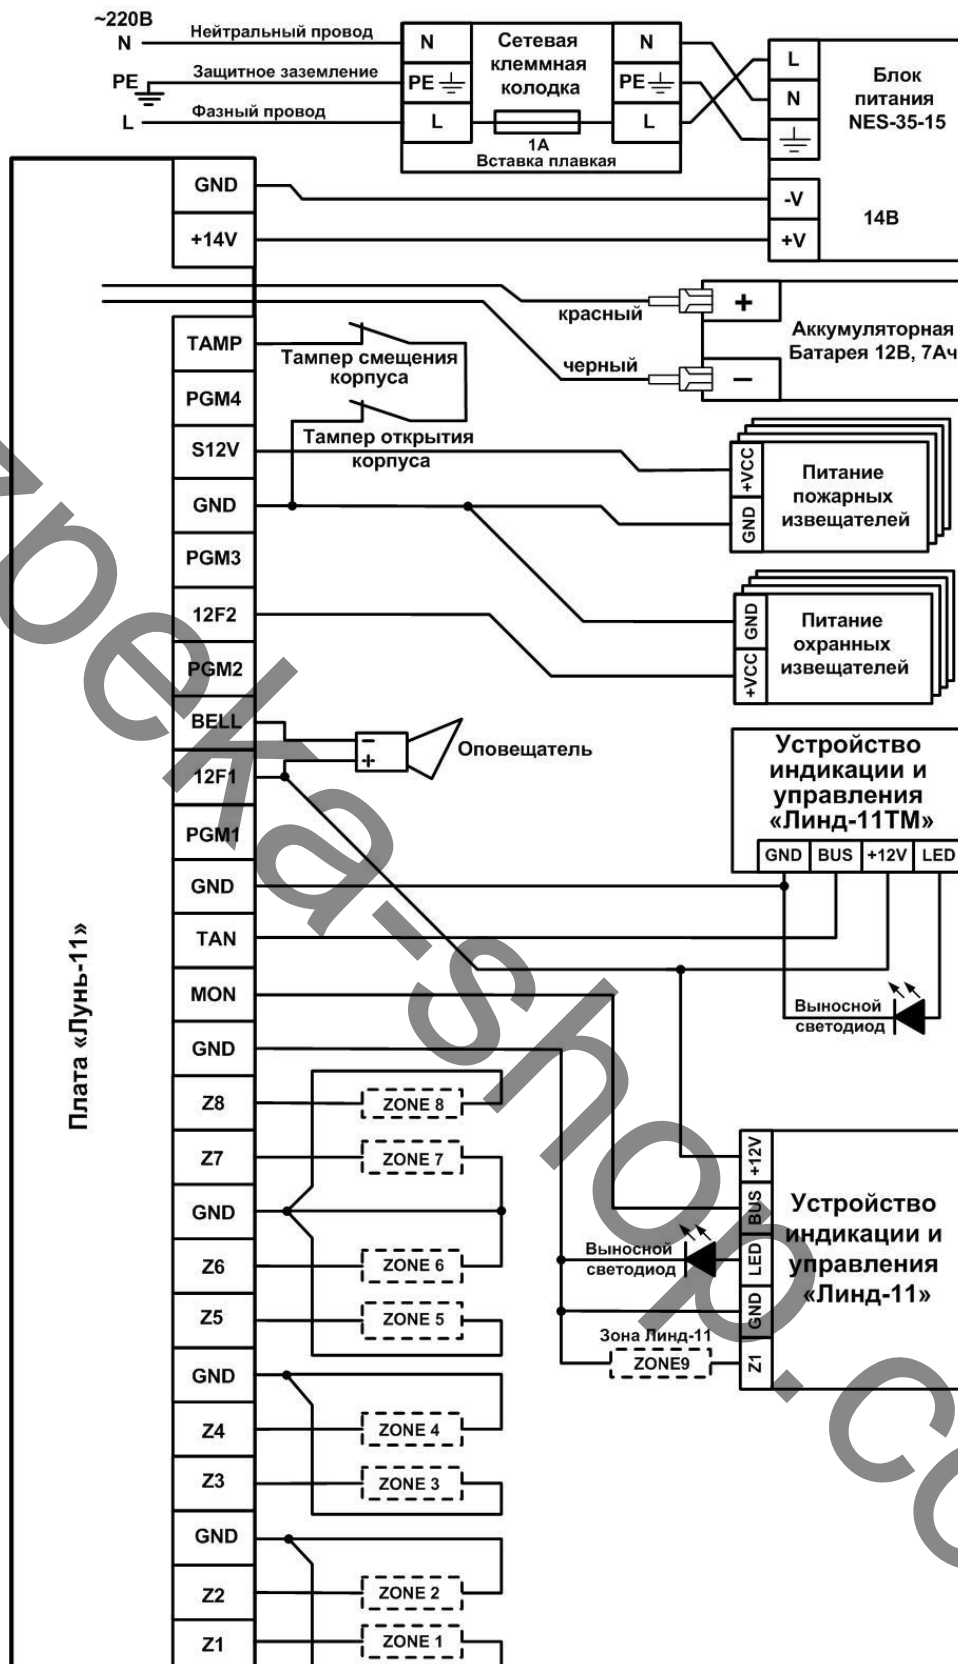 ~220В
N
Нейтральный провод
PE
Защитное заземление
L
Фазный провод
N
PE
L
Сетевая
клеммная
колодка
1А
Вставка плавкая
N
PE
L
L
N
-V
+V
Блок
питания
NES-35-15
14В
GND
+14V
TAMP
PGM4
S12V
GND
PGM3
12F2
PGM2
BELL
12F1
PGM1
GND
TAN
MON
GND
Z8
Z7
GND
Z6
Z5
GND
Z4
Z3
GND
Z2
Z1
Плата «Лунь-11»
красный
черный
+
–
Аккумуляторная
Батарея 12В, 7Ач
Тампер смещения
корпуса
Тампер открытия
корпуса
+VCC
GND
Питание
пожарных
извещателей
GND
+VCC
Питание
охранных
извещателей
–
+
Оповещатель
Устройство
индикации и
управления
«Линд-11ТМ»
GND BUS +12V LED
Выносной
светодиод
ZONE 8
ZONE 7
ZONE 6
ZONE 5
ZONE 4
ZONE 3
ZONE 2
ZONE 1
+12V
BUS
LED
GND
Z1
Устройство
индикации и
управления
«Линд-11»
Выносной
светодиод
Зона Линд-11
ZONE9
zpeka-shop.co